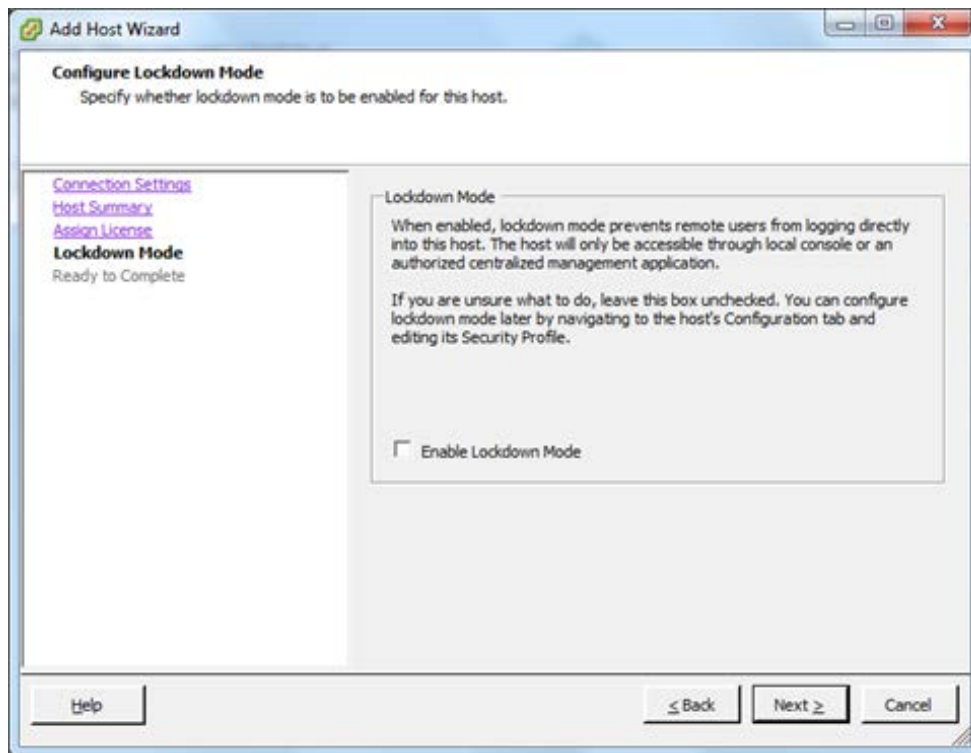 Add Host Wizard
Configure Lockdown Mode
Specify whether lockdown mode is to be enabled for this host.
Connection Settings
Host Summary
Assign License
Lockdown Mode
Ready to Complete
Lockdown Mode
When enabled, lockdown mode prevents remote users from logging directly
into this host. The host will only be accessible through local console or an
authorized centralized management application.
If you are unsure what to do, leave this box unchecked. You can configure
lockdown mode later by navigating to the host's Configuration tab and
editing its Security Profile.
Enable Lockdown Mode
Help
< Back
Next >
Cancel